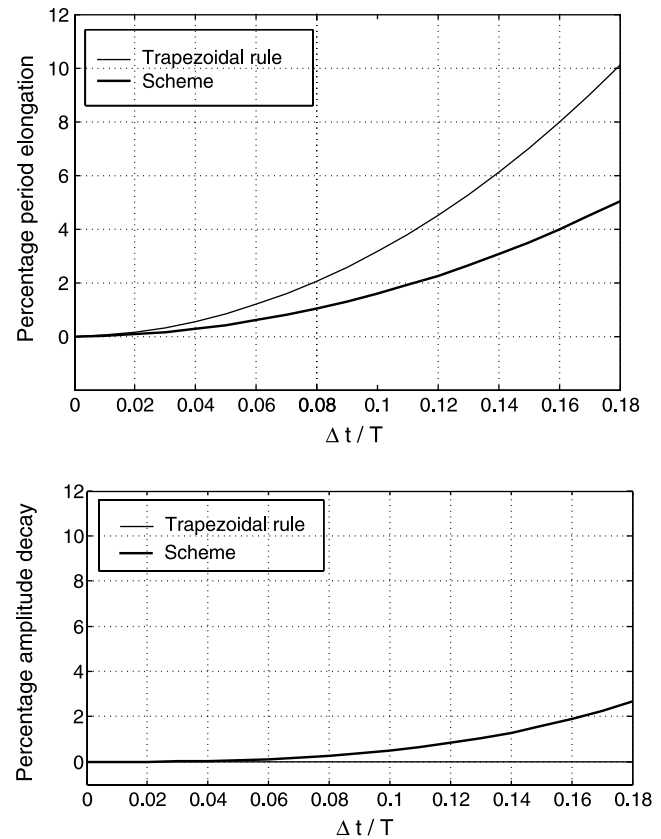 12
10
8
6
4
2
0
Percentage period elongation
Trapezoidal rule
Scheme
0 0.02 0.04 0.06 0.08 0.1 0.12 0.14 0.16 0.18
Δ t / T
12
10
8
6
4
2
0
Percentage amplitude decay
Trapezoidal rule
Scheme
0 0.02 0.04 0.06 0.08 0.1 0.12 0.14 0.16 0.18
Δ t / T